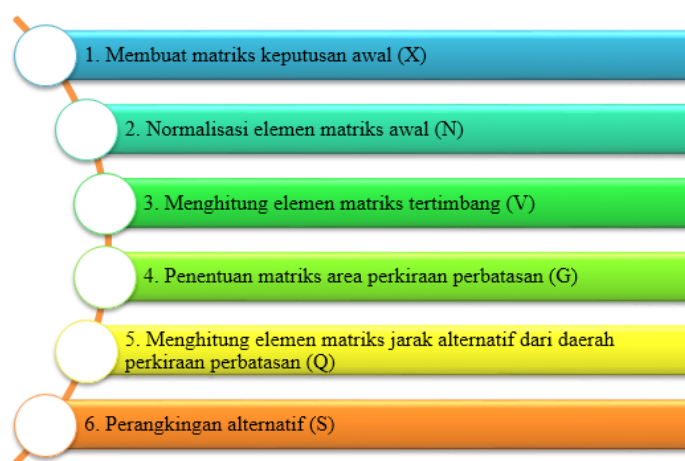 1. Membuat matriks keputusan awal (X)
2. Normalisasi elemen matriks awal (N)
3. Menghitung elemen matriks tertimbang (V)
4. Penentuan matriks area perkiraan perbatasan (G)
5. Menghitung elemen matriks jarak alternatif dari daerah
perkiraan perbatasan (Q)
6. Perangkingan alternatif (S)